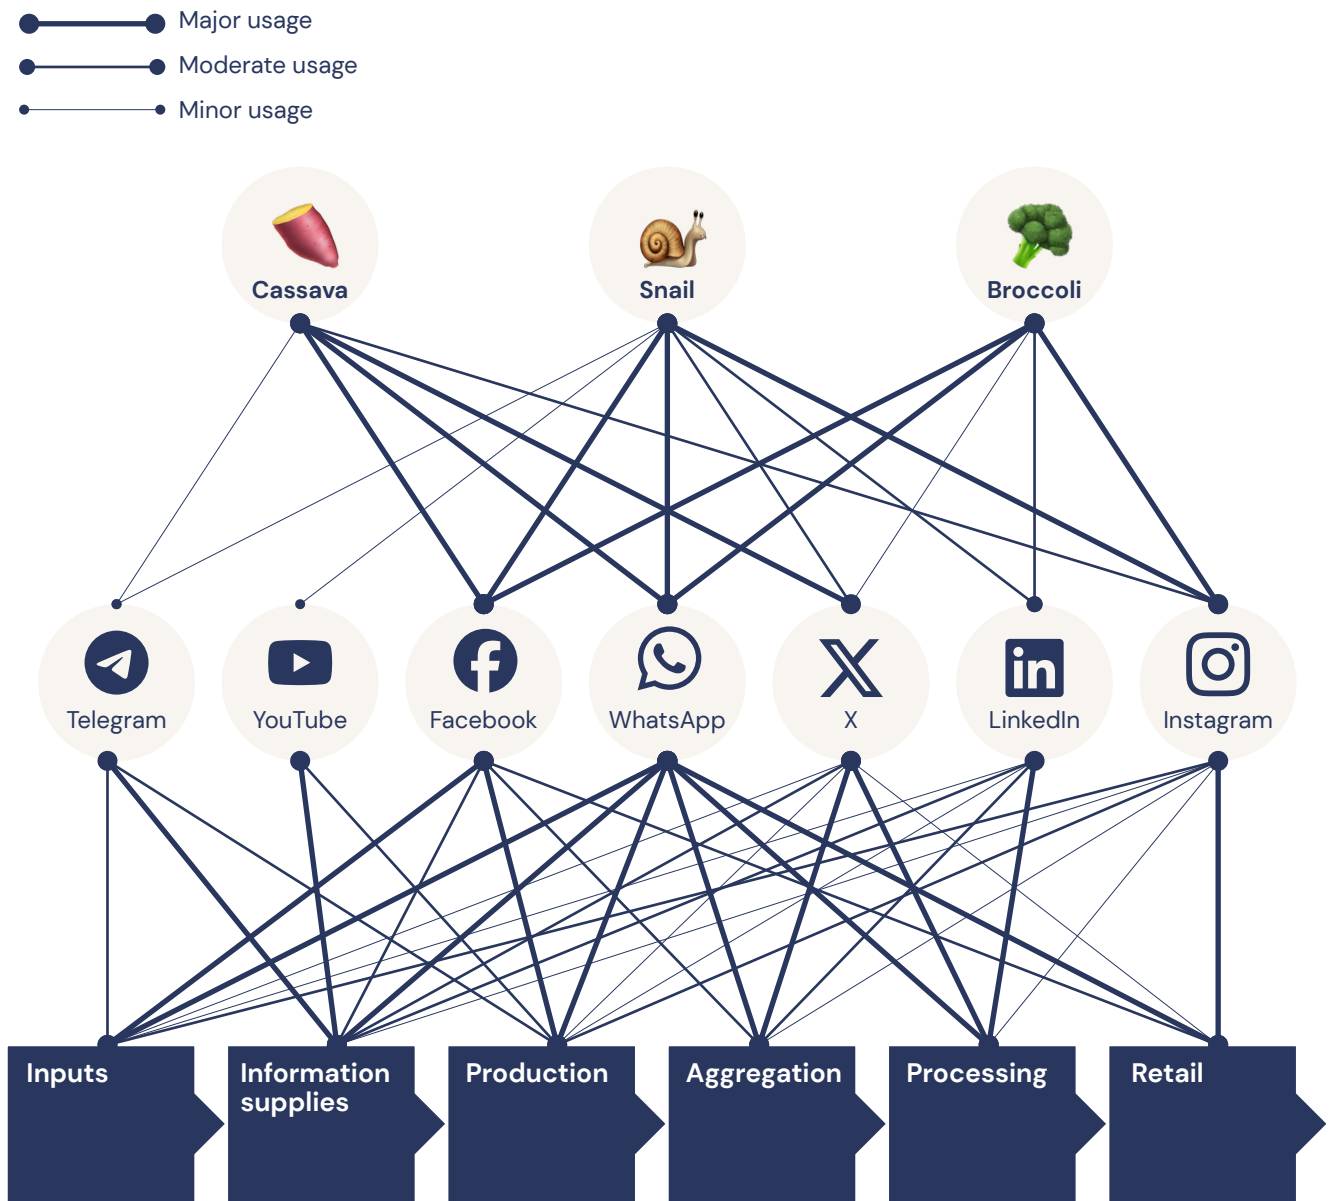 Major usage
Moderate usage
Minor usage
Cassava
Snail
Broccoli
Telegram
YouTube
Facebook
WhatsApp
X
LinkedIn
Instagram
Inputs
Information
supplies
Production
Aggregation
Processing
Retail